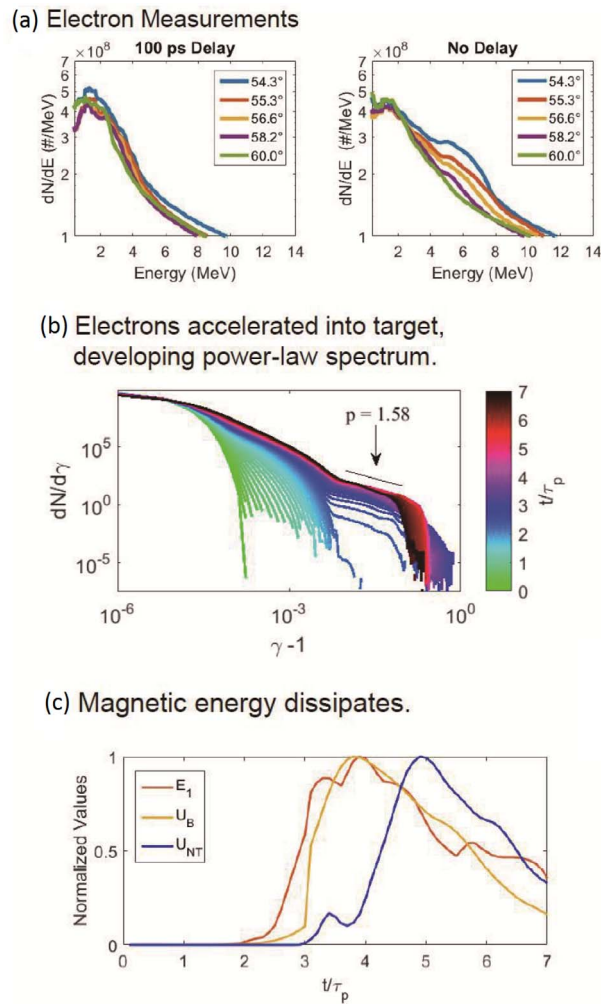 (a) Electron Measurements
100 ps Delay
No Delay
×10⁸
7
6
5
4
3
2
1
dN/dE (#/MeV)
54.3°
55.3°
56.6°
58.2°
60.0°
2 4 6 8 10 12 14
Energy (MeV)
×10⁸
7
6
5
4
3
2
1
dN/dE (#/MeV)
54.3°
55.3°
56.6°
58.2°
60.0°
2 4 6 8 10 12 14
Energy (MeV)
(b) Electrons accelerated into target,
developing power-law spectrum.
dN/dγ
10⁵
10⁰
10⁻⁵
p = 1.58
10⁻⁶ 10⁻³ 10⁰
γ -1
7
6
5
4
3
2
1
0
t/τₚ
(c) Magnetic energy dissipates.
Normalized Values
1
0.5
0
E₁
U_B
U_NT
0 1 2 3 4 5 6 7
t/τₚ